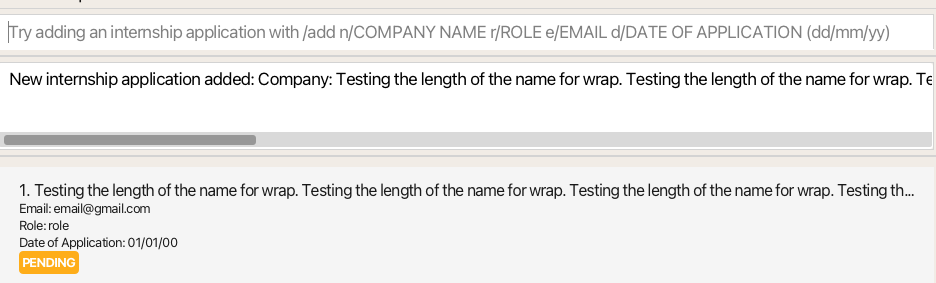 Try adding an internship application with /add n/COMPANY NAME r/ROLE e/EMAIL d/DATE OF APPLICATION (dd/mm/yy)
New internship application added: Company: Testing the length of the name for wrap. Testing the length of the name for wrap. Te
1. Testing the length of the name for wrap. Testing the length of the name for wrap. Testing the length of the name for wrap. Testing th...
Email: email@gmail.com
Role: role
Date of Application: 01/01/00
PENDING